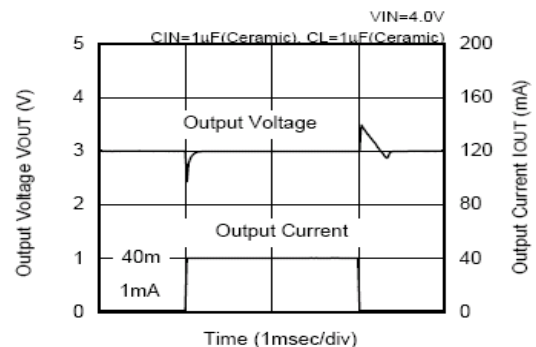 VIN=4.0V
CIN=1μF(Ceramic), CL=1μF(Ceramic)
5
200
4
160
Output Voltage
3
120
2
80
Output Current
1
40m
40
1mA
0
0
Output Voltage VOUT (V)
Output Current IOUT (mA)
Time (1msec/div)